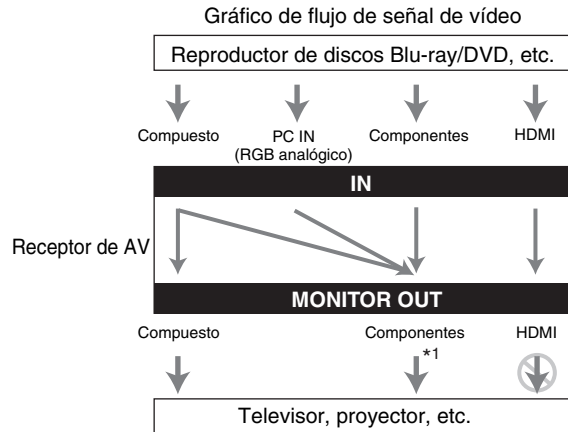 Gráfico de flujo de señal de vídeo
Reproductor de discos Blu-ray/DVD, etc.
Compuesto PC IN (RGB analógico) Componentes HDMI
IN
Receptor de AV
MONITOR OUT
Compuesto Componentes HDMI
*1
Televisor, proyector, etc.